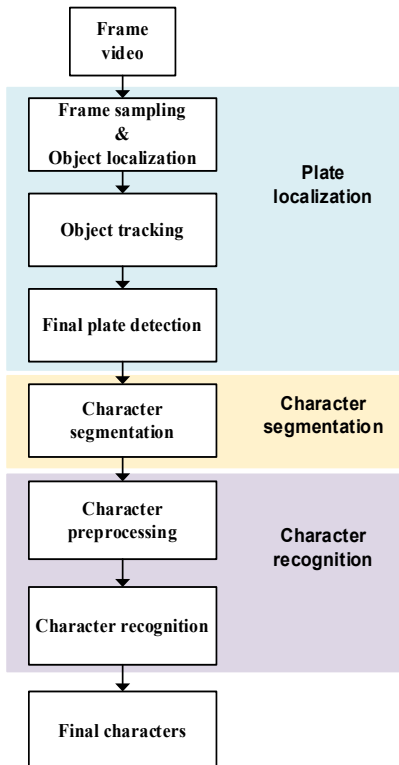 Frame
video
Frame sampling
&
Object localization
Plate
localization
Object tracking
Final plate detection
Character
segmentation
Character
segmentation
Character
preprocessing
Character
recognition
Character recognition
Final characters